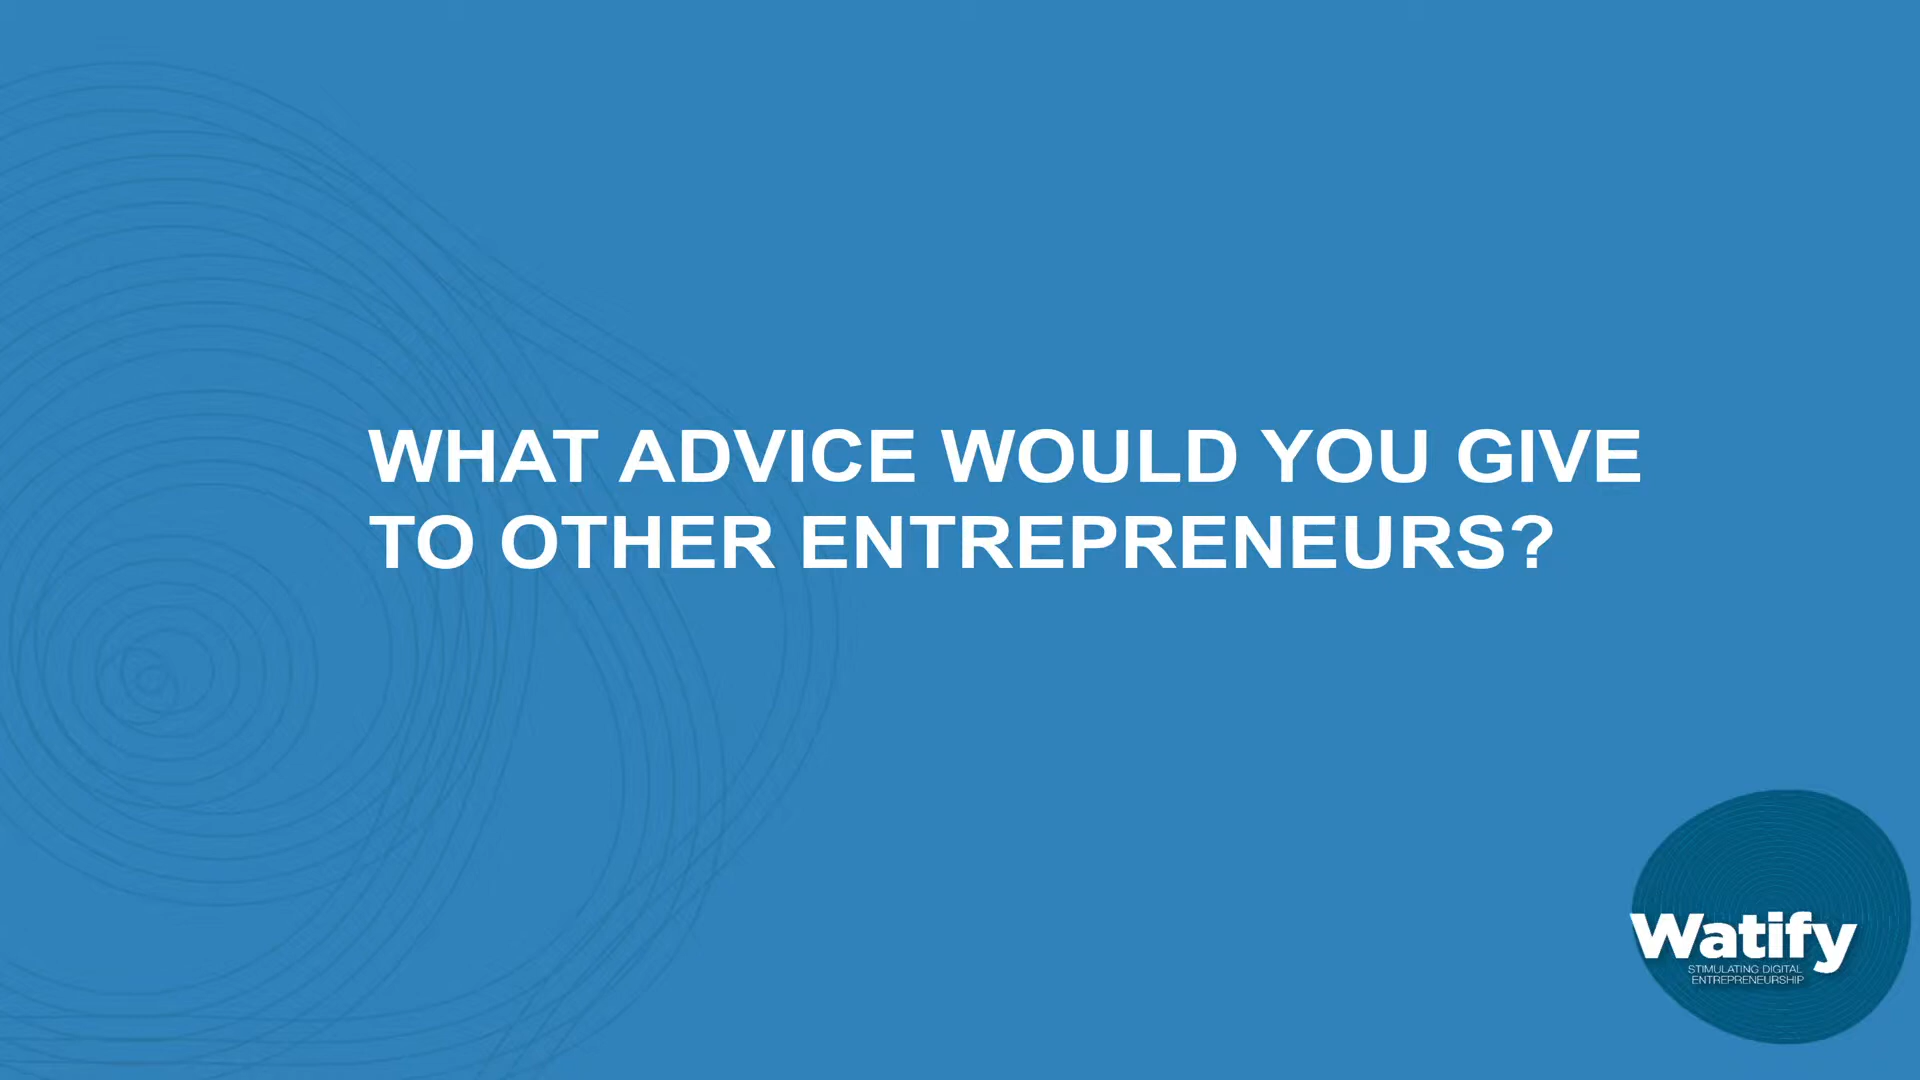 WHAT ADVICE WOULD YOU GIVE
TO OTHER ENTREPRENEURS?
Watify
STIMULATING DIGITAL
ENTREPRENEURSHIP